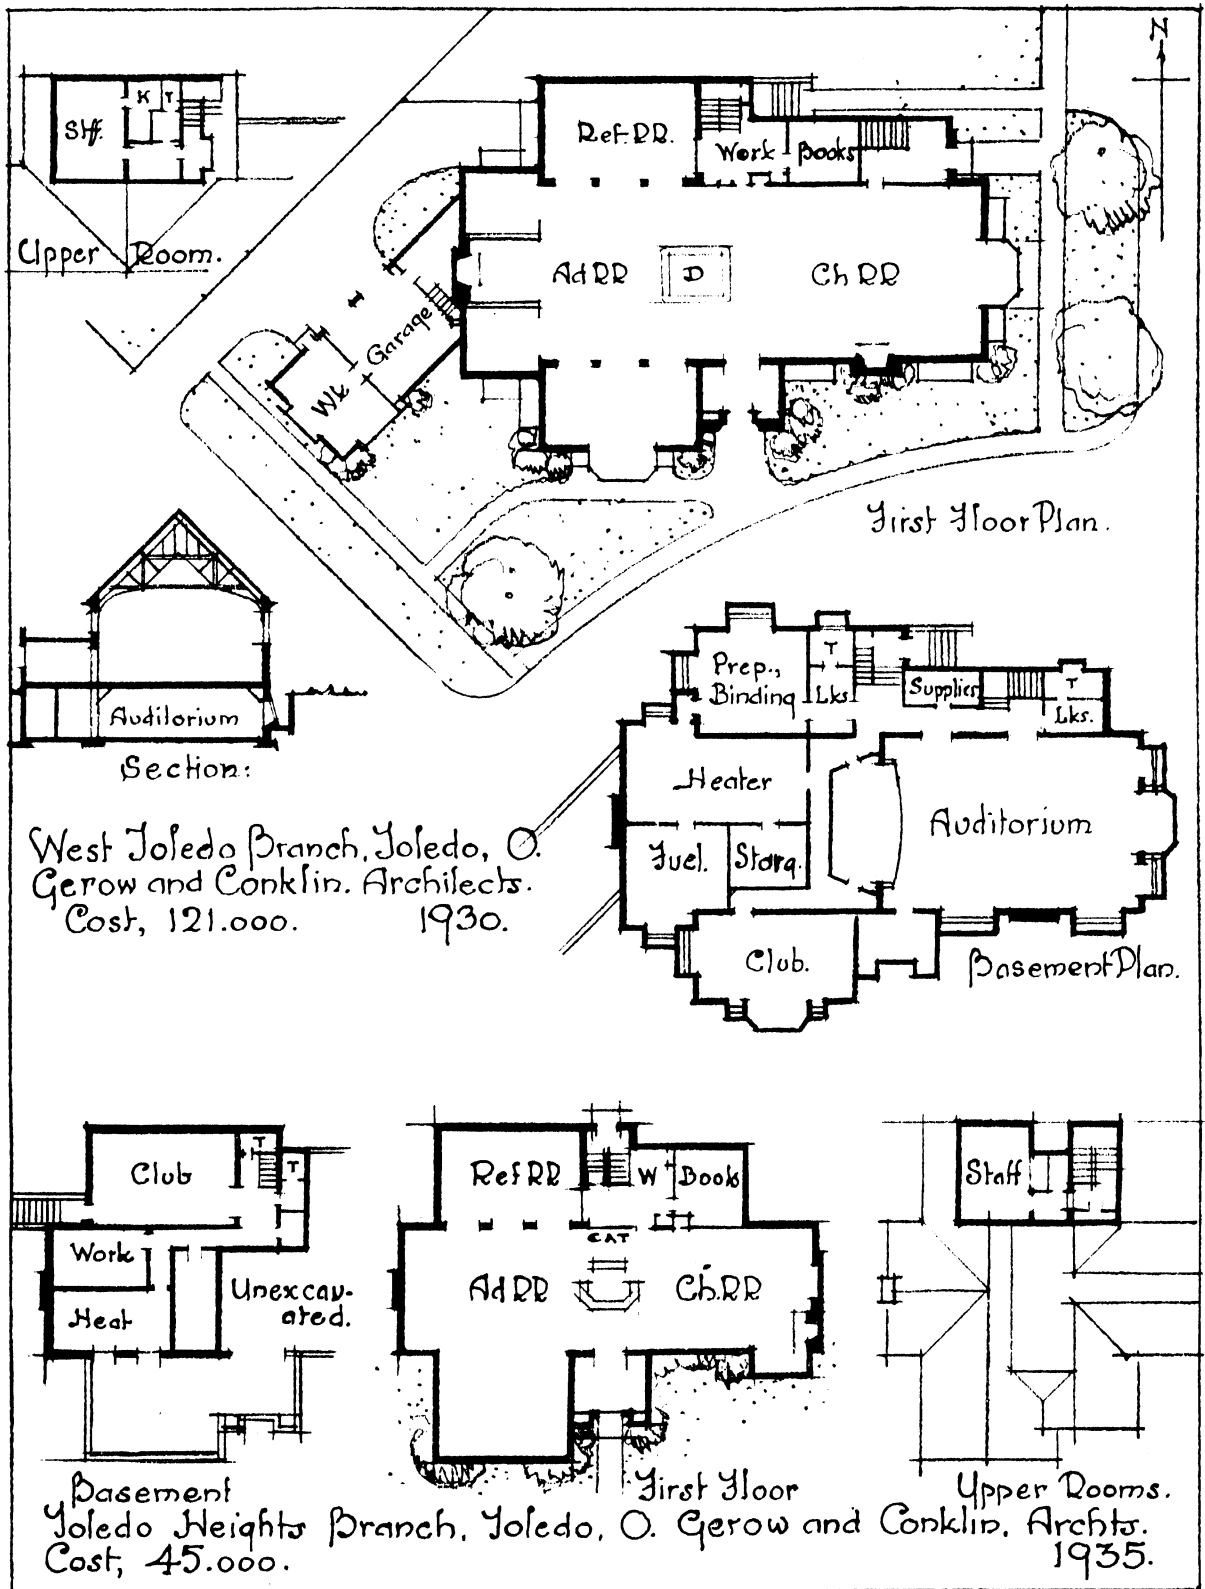 N
K T
Stff.
Upper Room.
Ref. RR.
Work Books
Ad RR
D
Ch RR
Garage
Wk
First Floor Plan.
Auditorium
Section:
West Toledo Branch, Toledo, O.
Gerow and Conklin. Architects.
Cost, 121.000. 1930.
Prep.,
Binding
T
Lks
Supplies
T
Lks.
Heater
Auditorium
Fuel.
Storg.
Club.
Basement Plan.
Club
T
T
Work
Heat
Unexcav-
ated.
Basement
Ref RR
W Books
CAT
Ad RR
Ch. RR
First Floor
Staff
Upper Rooms.
Toledo Heights Branch, Toledo, O. Gerow and Conklin, Archts.
Cost, 45.000. 1935.